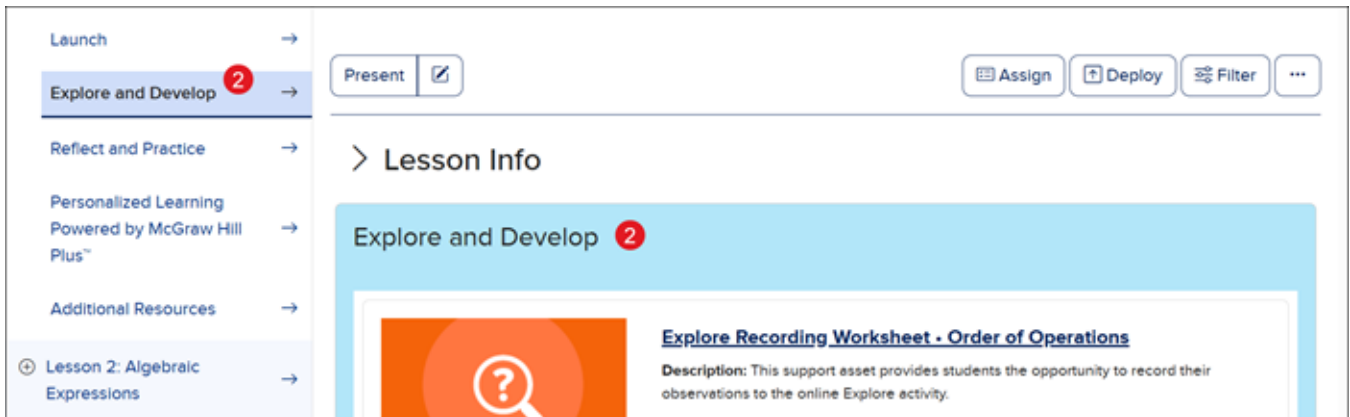 Launch
Explore and Develop 2
Reflect and Practice
Personalized Learning
Powered by McGraw Hill
Plus™
Additional Resources
Lesson 2: Algebraic
Expressions
Present
Assign
Deploy
Filter
Lesson Info
Explore and Develop 2
Explore Recording Worksheet • Order of Operations
Description: This support asset provides students the opportunity to record their
observations to the online Explore activity.
?